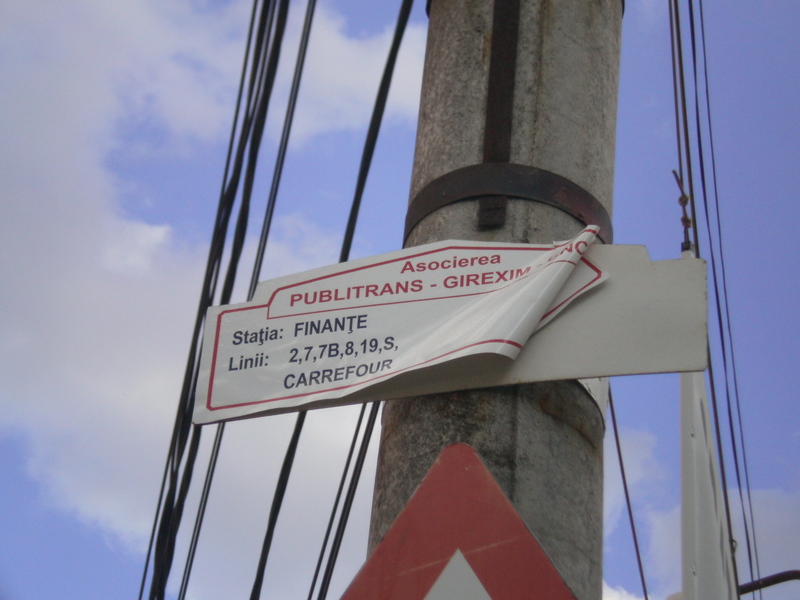 Asocierea
PUBLITRANS - GIREXIM
Staţia: FINANŢE
Linii: 2,7,7B,8,19,S,
CARREFOUR